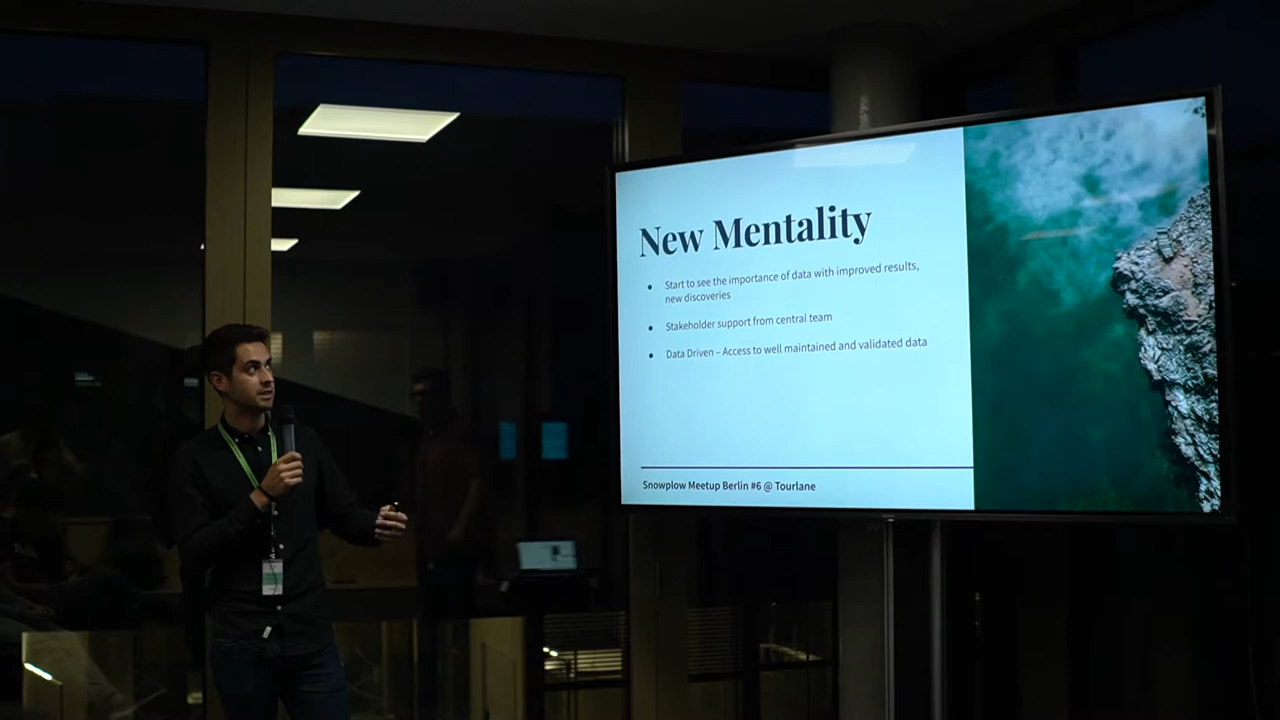 New Mentality
● Start to see the importance of data with improved results,
new discoveries
● Stakeholder support from central team
● Data Driven – Access to well maintained and validated data
Snowplow Meetup Berlin #6 @ Tourlane